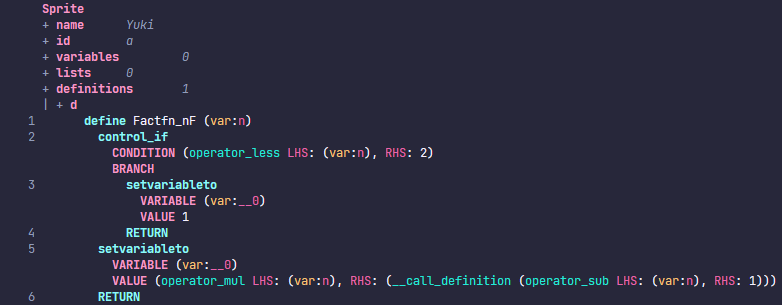 Sprite
+ name Yuki
+ id a
+ variables 0
+ lists 0
+ definitions 1
| + d
1 define Factfn_nF (var:n)
2 control_if
CONDITION (operator_less LHS: (var:n), RHS: 2)
BRANCH
3 setvariableto
VARIABLE (var:__0)
VALUE 1
4 RETURN
5 setvariableto
VARIABLE (var:__0)
VALUE (operator_mul LHS: (var:n), RHS: (__call_definition (operator_sub LHS: (var:n), RHS: 1)))
6 RETURN